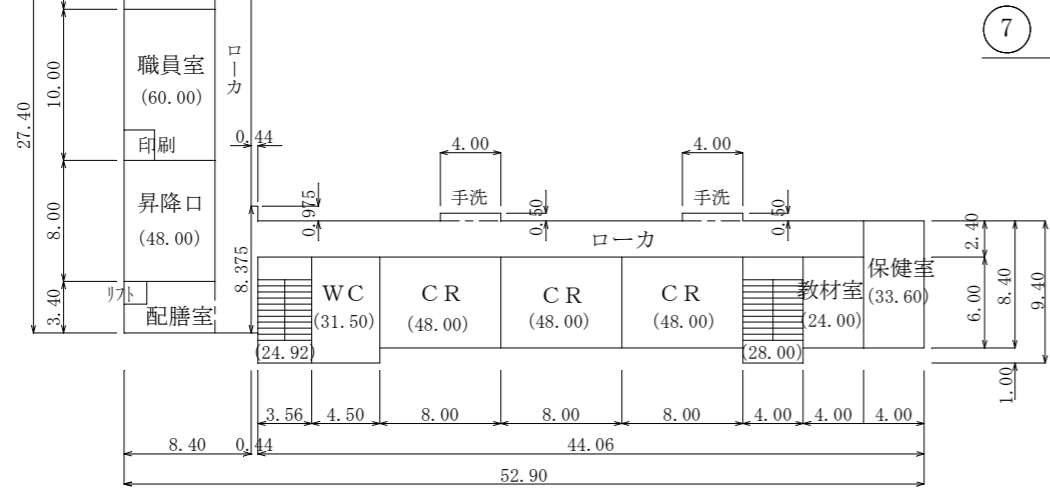 7
職員室
(60.00)
印刷
ローカ
10.00
27.40
昇降口
(48.00)
8.00
リフト
配膳室
3.40
0.44
0.975
8.375
4.00
手洗
0.50
4.00
手洗
0.50
ローカ
2.40
保健室
(33.60)
WC
(31.50)
CR
(48.00)
CR
(48.00)
CR
(48.00)
教材室
(24.00)
6.00
8.40
9.40
(24.92)
(28.00)
1.00
3.56
4.50
8.00
8.00
8.00
4.00
4.00
4.00
8.40
0.44
44.06
52.90